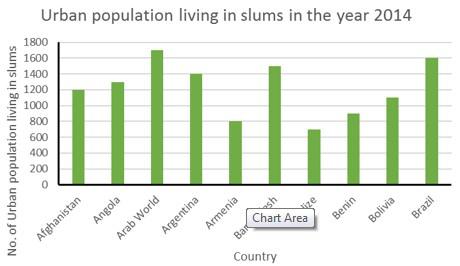 Urban population living in slums in the year 2014
No. of Urban population living in slums
1800
1600
1400
1200
1000
800
600
400
200
0
Afghanistan
Angola
Arab World
Argentina
Armenia
Benin
Bolivia
Brazil
Chart Area
Country